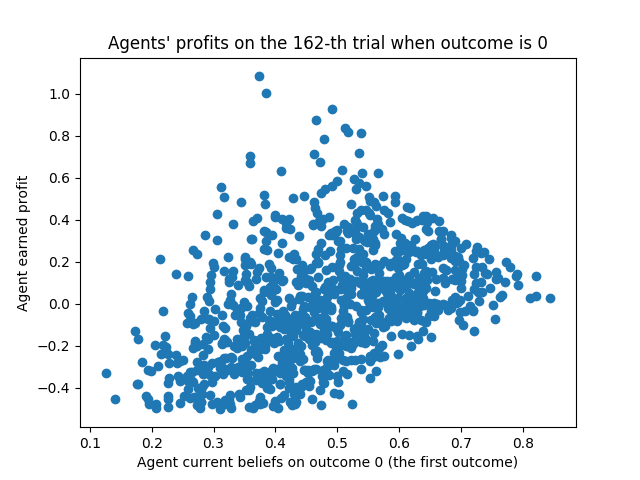 Agents' profits on the 162-th trial when outcome is 0
Agent earned profit
1.0
0.8
0.6
0.4
0.2
0.0
−0.2
−0.4
0.1 0.2 0.3 0.4 0.5 0.6 0.7 0.8
Agent current beliefs on outcome 0 (the first outcome)